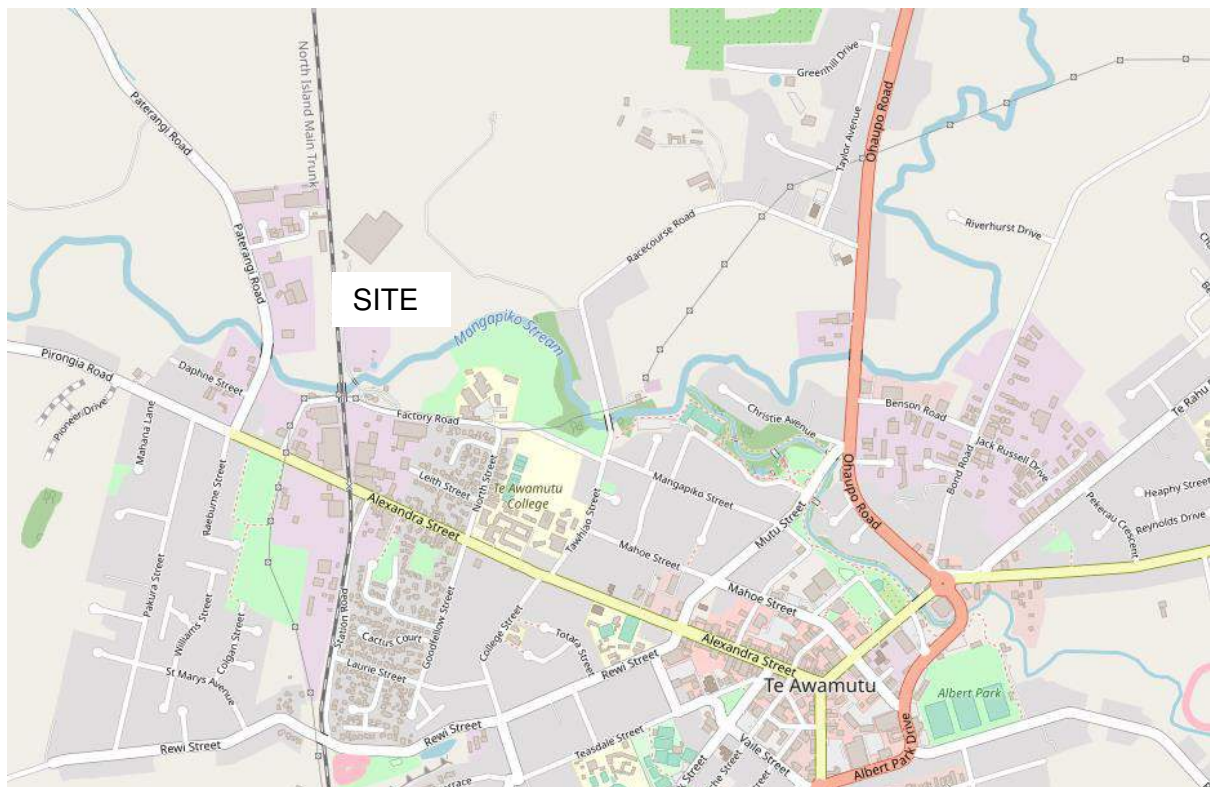 Greenhill Drive
North Island Main Trunk
Paterangi Road
Ohaupo Road
Taylor Avenue
Racecourse Road
Riverhurst Drive
Paterangi Road
SITE
Mangapiko Stream
Pirongia Road
Daphne Street
Pioneer Drive
Mahana Lane
Factory Road
Christie Avenue
Benson Road
Te Rahu
Jack Russell Drive
Bond Road
Raeburne Street
Leith Street
North Street
Te Awamutu
College
Mangapiko Street
Ohaupo Road
Heaphy Street
Reynolds Drive
Pekerau Crescent
Alexandra Street
Tawhiao Street
Mutu Street
Mahoe Street
Mahoe Street
Pakura Street
Williams Street
Colgan Street
Station Road
Cactus Court
Goodfellow Street
College Street
Totara Street
Alexandra Street
Laurie Street
St Marys Avenue
Rewi Street
Te Awamutu
Albert Park
Rewi Street
Rewi Street
Teasdale Street
Vaile Street
Albert Park Drive